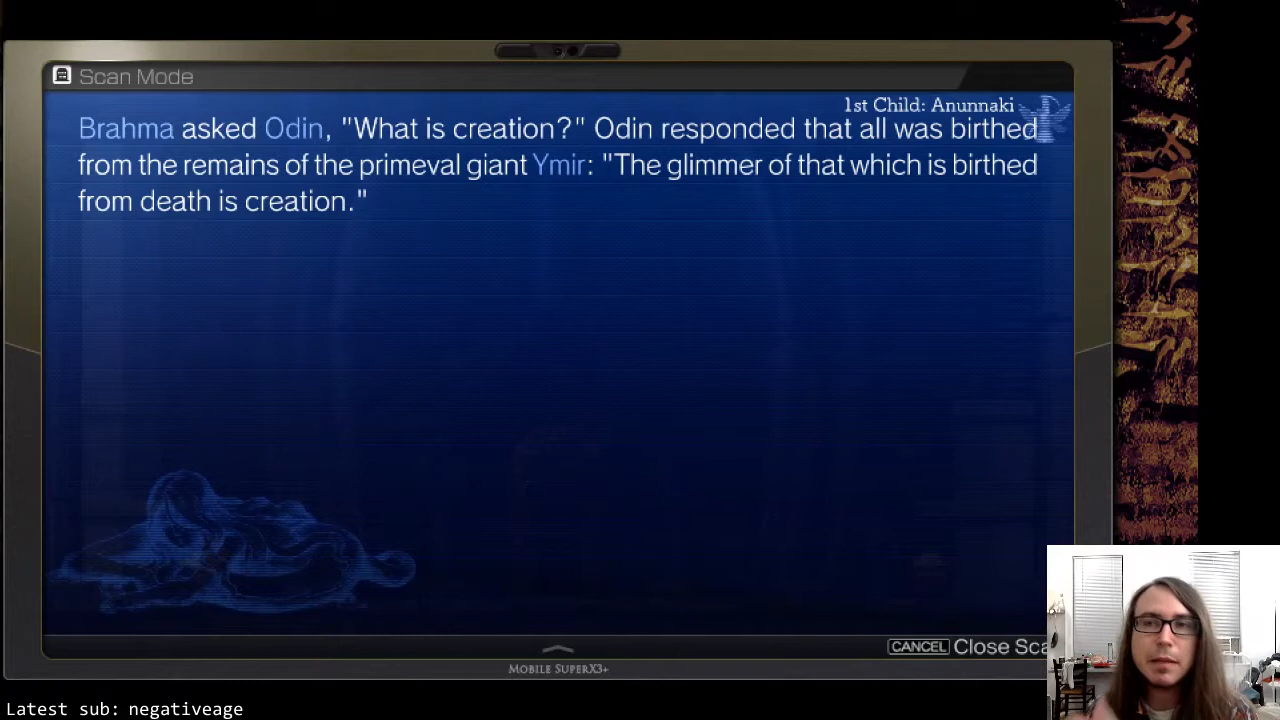 Scan Mode
1st Child: Anunnaki
Brahma asked Odin, "What is creation?" Odin responded that all was birthed
from the remains of the primeval giant Ymir: "The glimmer of that which is birthed
from death is creation."
CANCEL Close Sca
MOBILE SUPERX3+
Latest sub: negativeage